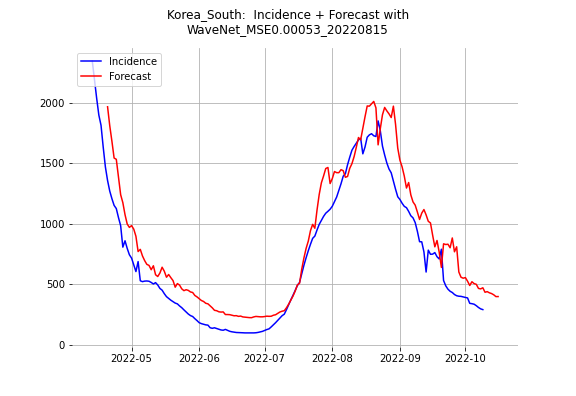 Korea_South:  Incidence + Forecast with
WaveNet_MSE0.00053_20220815
Incidence
Forecast
2000
1500
1000
500
0
2022-05
2022-06
2022-07
2022-08
2022-09
2022-10